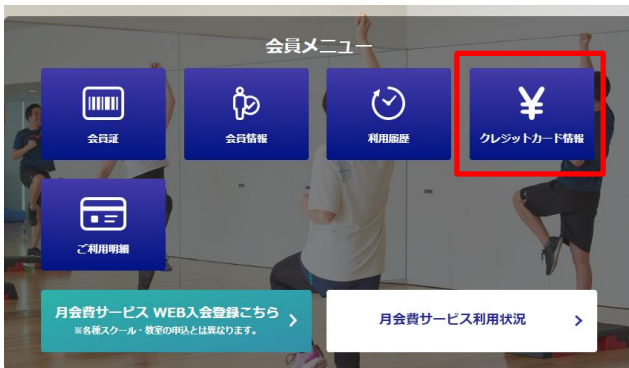 会員メニュー
会員証
会員情報
利用履歴
クレジットカード情報
ご利用明細
月会費サービス WEB入会登録こちら
※各種スクール・教室の申込とは異なります。
月会費サービス利用状況